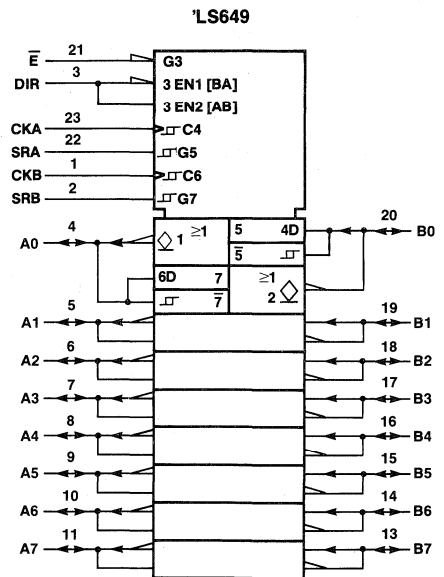 'LS649
E̅ 21 G3
DIR 3 3 EN1 [BA]
3 EN2 [AB]
CKA 23 C4
SRA 22 G5
CKB 1 C6
SRB 2 G7
A0 4 1 ≥1 5 4D 20 B0
5̅
6D 7 ≥1
7̅ 2
A1 5 19 B1
A2 6 18 B2
A3 7 17 B3
A4 8 16 B4
A5 9 15 B5
A6 10 14 B6
A7 11 13 B7